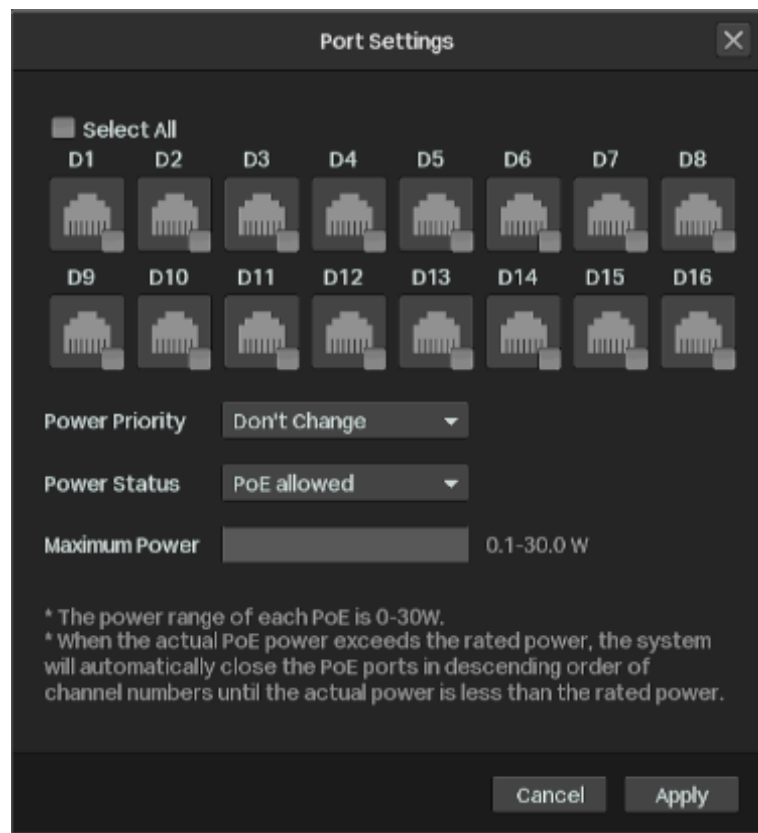 Port Settings
Select All
D1 D2 D3 D4 D5 D6 D7 D8
D9 D10 D11 D12 D13 D14 D15 D16
Power Priority Don't Change
Power Status PoE allowed
Maximum Power 0.1-30.0 W
* The power range of each PoE is 0-30W.
* When the actual PoE power exceeds the rated power, the system
will automatically close the PoE ports in descending order of
channel numbers until the actual power is less than the rated power.
Cancel Apply